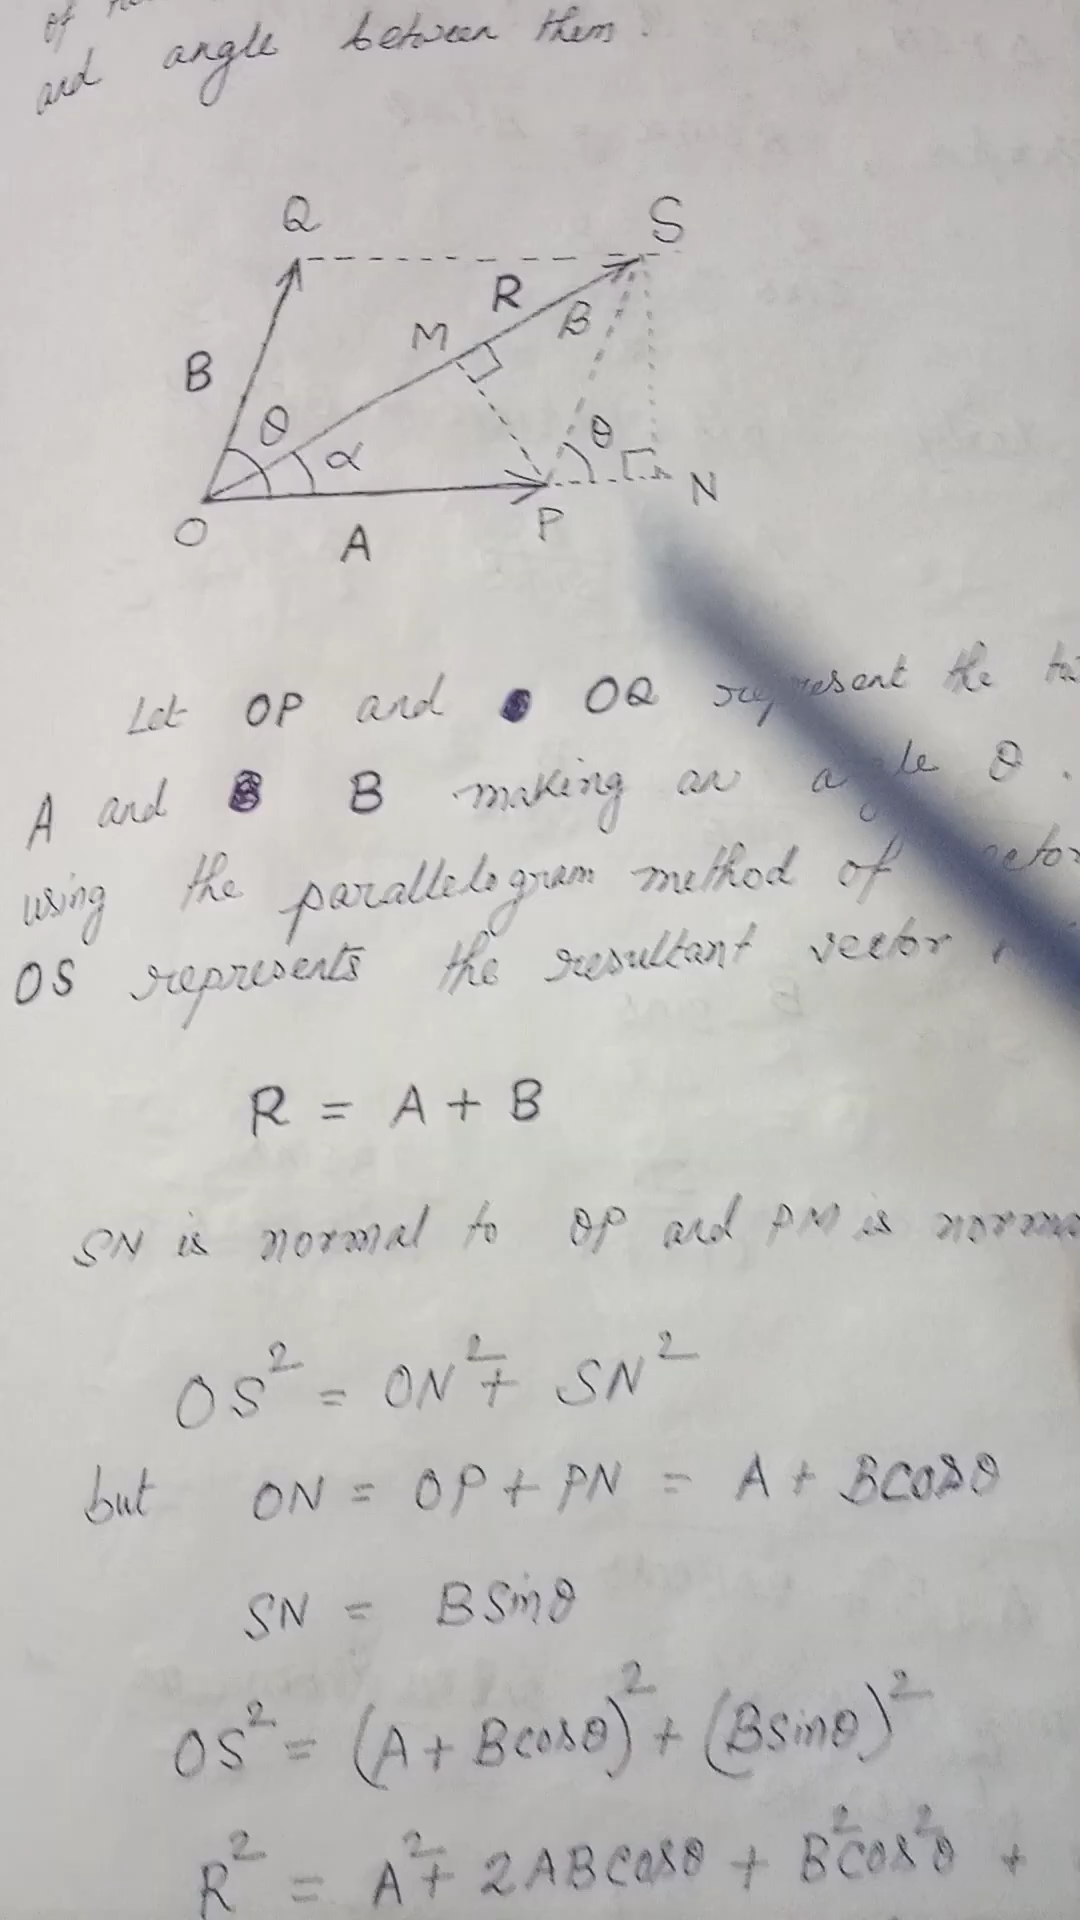 of
and angle between them.
Q
S
R
B
M
B
θ
θ
α
N
O
P
A
Let OP and OQ represent the
A and B making an angle θ.
using the parallelogram method of
OS represents the resultant vector
R = A + B
SN is normal to OP and PM is
OS² = ON² + SN²
but ON = OP + PN = A + Bcosθ
SN = Bsinθ
OS² = (A + Bcosθ)² + (Bsinθ)²
R² = A² + 2ABcosθ + B²cos²θ +